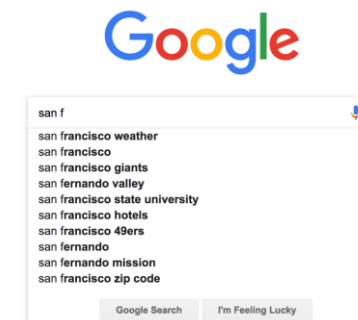 Google
san f
san francisco weather
san francisco
san francisco giants
san fernando valley
san francisco state university
san francisco hotels
san francisco 49ers
san fernando
san fernando mission
san francisco zip code
Google Search I'm Feeling Lucky